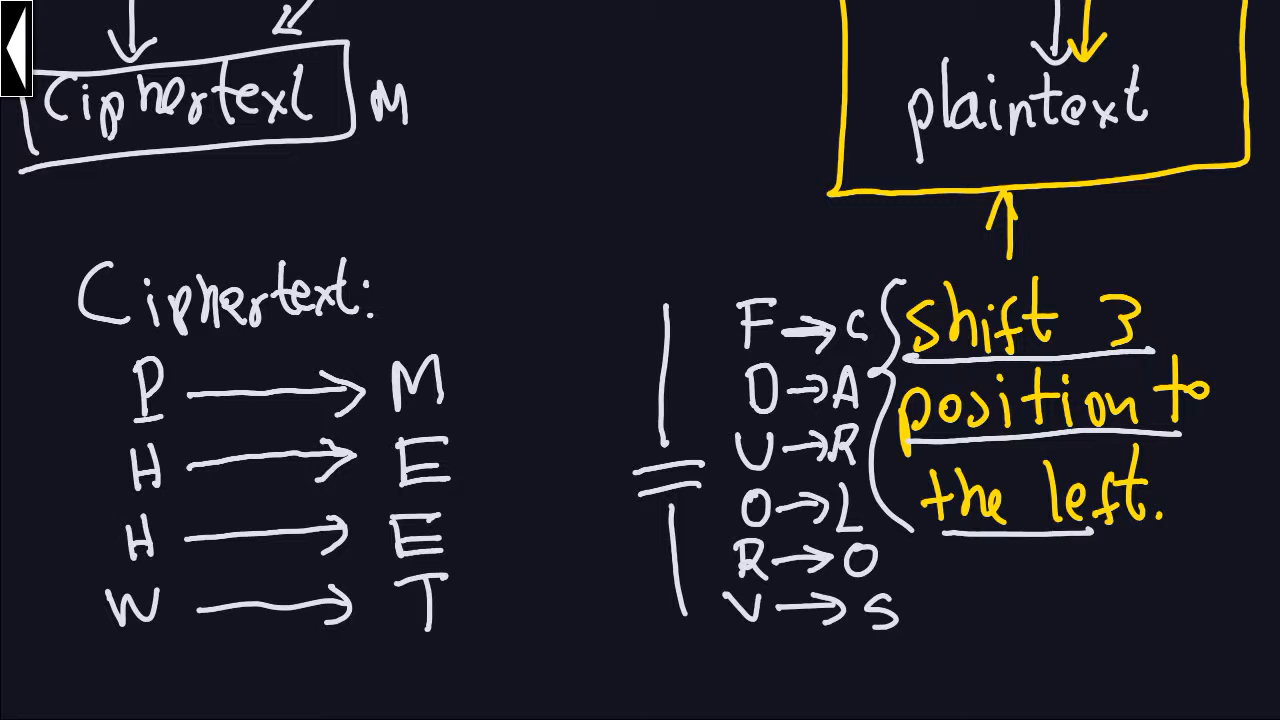 Ciphertext M
plaintext
Ciphertext:
P → M
H → E
H → E
W → T
F → C
D → A
U → R
O → L
R → O
V → S
shift 3
position to
the left.